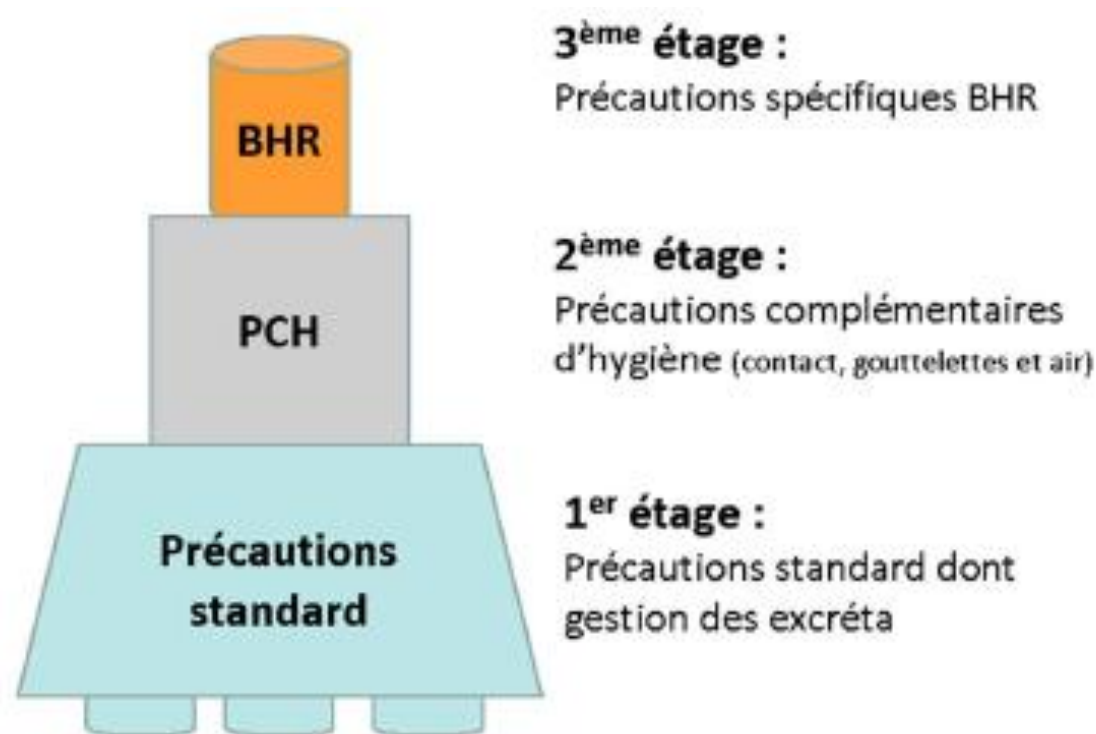 BHR
3ème étage :
Précautions spécifiques BHR
PCH
2ème étage :
Précautions complémentaires
d'hygiène (contact, gouttelettes et air)
Précautions
standard
1er étage :
Précautions standard dont
gestion des excréta